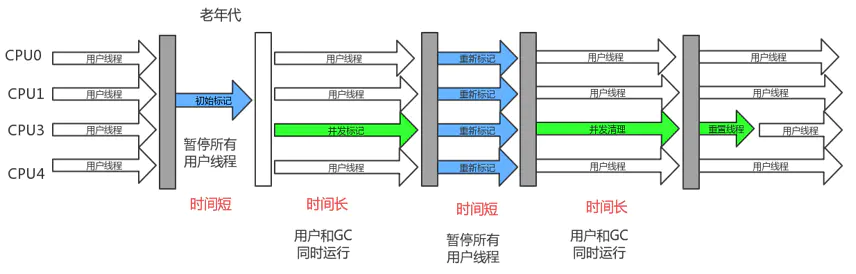 老年代
CPU0
用户线程
用户线程
重新标记
用户线程
用户线程
CPU1
用户线程
初始标记
用户线程
重新标记
用户线程
用户线程
CPU3
用户线程
并发标记
重新标记
并发清理
重置线程
用户线程
CPU4
用户线程
用户线程
重新标记
用户线程
用户线程
暂停所有
用户线程
时间短
时间长
时间短
时间长
用户和GC
同时运行
暂停所有
用户线程
用户和GC
同时运行